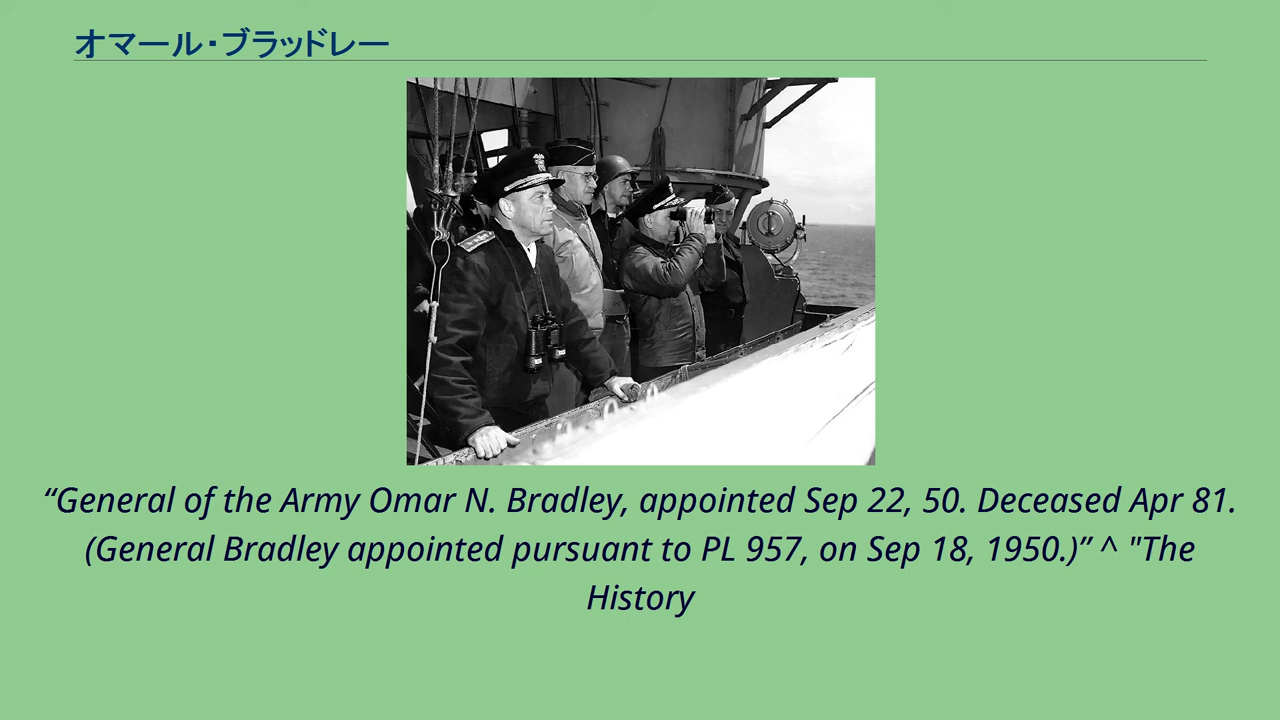 オマール・ブラッドレー
“General of the Army Omar N. Bradley, appointed Sep 22, 50. Deceased Apr 81.
(General Bradley appointed pursuant to PL 957, on Sep 18, 1950.)” ^ "The
History